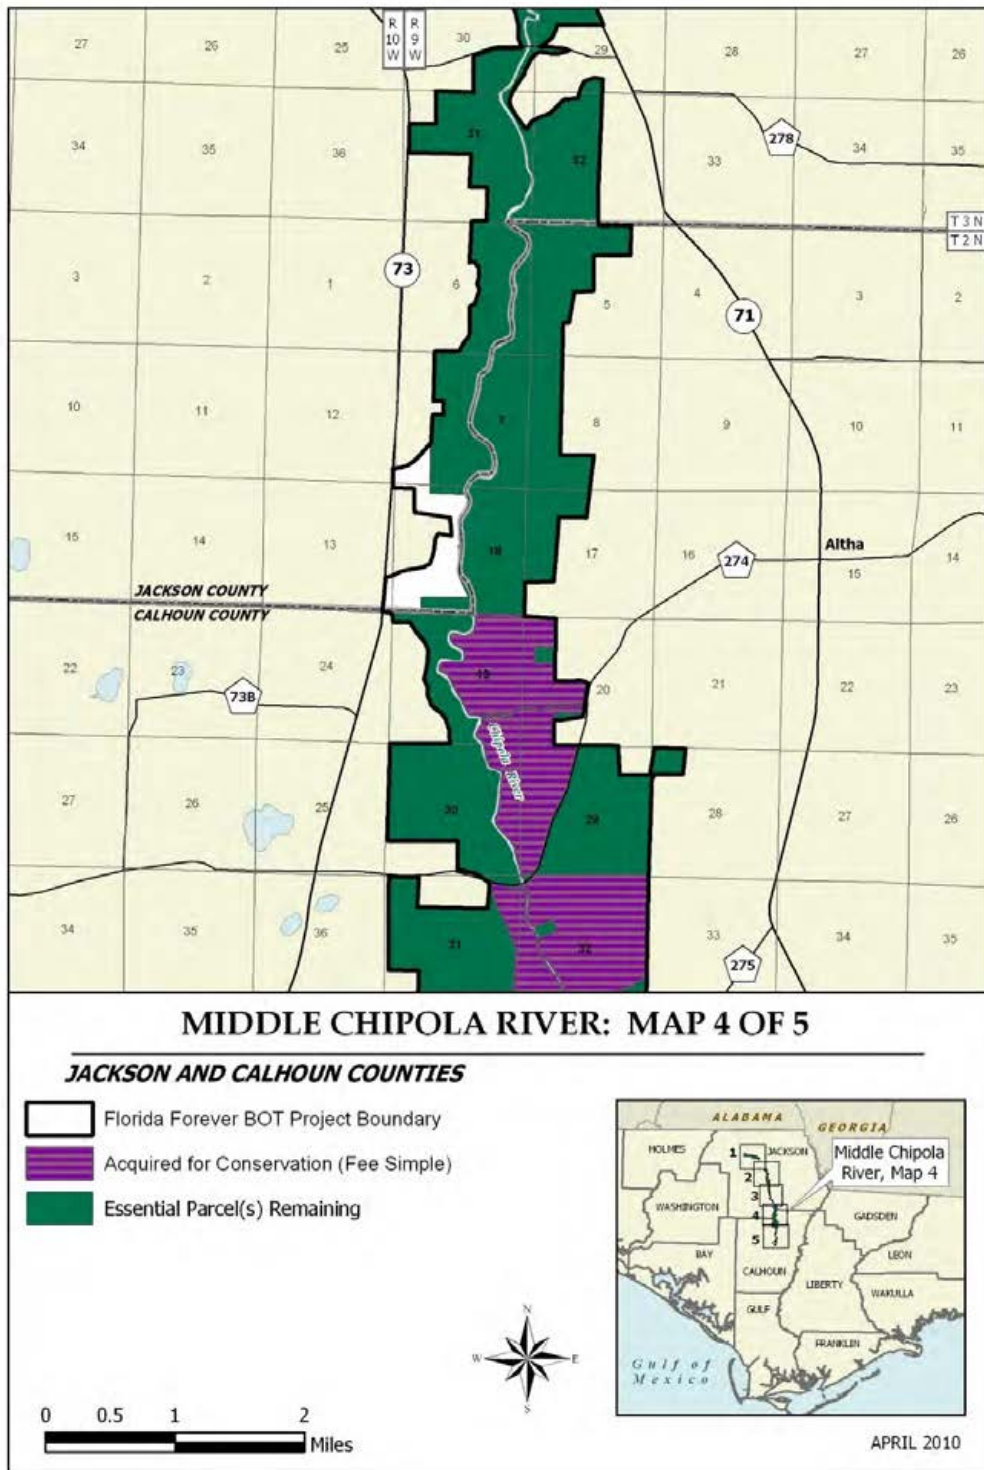 27 26 25 R 10 W R 9 W 30 29 28 27 26
34 35 36 31 32 33 278 34 35
T 3 N
T 2 N
3 2 1 73 6 5 4 71 3 2
10 11 12 7 8 9 10 11
15 14 13 18 17 16 274 Altha 15 14
JACKSON COUNTY
CALHOUN COUNTY
22 23 24 19 20 21 22 23
73B
Chipola River
27 26 25 30 29 28 27 26
34 35 36 31 32 33 275 34 35
MIDDLE CHIPOLA RIVER: MAP 4 OF 5
JACKSON AND CALHOUN COUNTIES
Florida Forever BOT Project Boundary
Acquired for Conservation (Fee Simple)
Essential Parcel(s) Remaining
ALABAMA
GEORGIA
HOLMES
1
JACKSON
Middle Chipola
River, Map 4
2
3
WASHINGTON
4
GADSDEN
5
BAY
LEON
CALHOUN
LIBERTY
WAKULLA
GULF
FRANKLIN
Gulf of
Mexico
N
W E
S
0 0.5 1 2
Miles
APRIL 2010